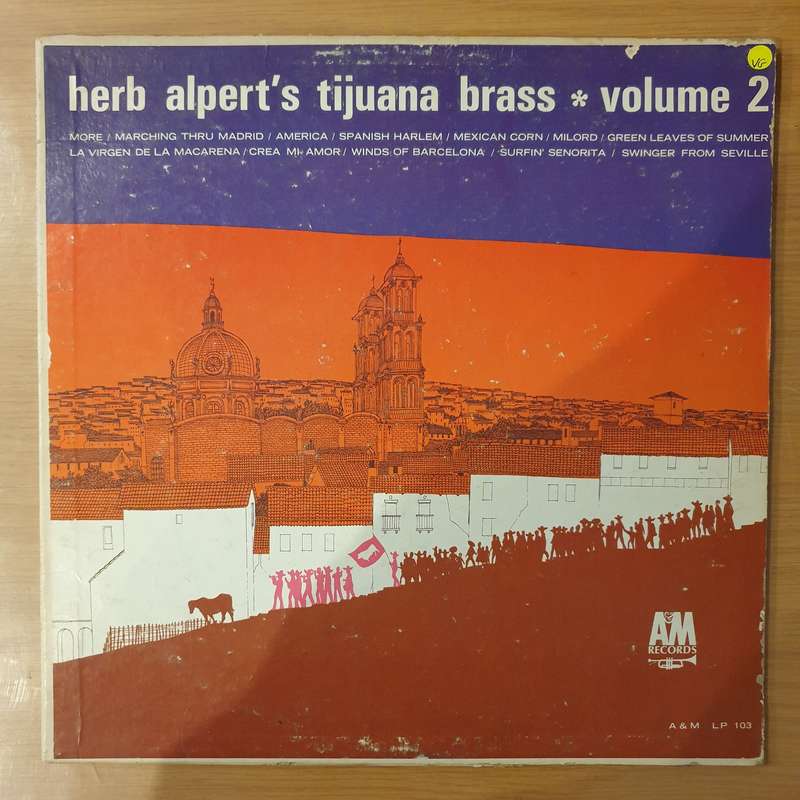 VG
herb alpert's tijuana brass * volume 2
MORE / MARCHING THRU MADRID / AMERICA / SPANISH HARLEM / MEXICAN CORN / MILORD / GREEN LEAVES OF SUMMER
LA VIRGEN DE LA MACARENA / CREA MI AMOR / WINDS OF BARCELONA / SURFIN' SENORITA / SWINGER FROM SEVILLE
A&M
RECORDS
A & M LP 103